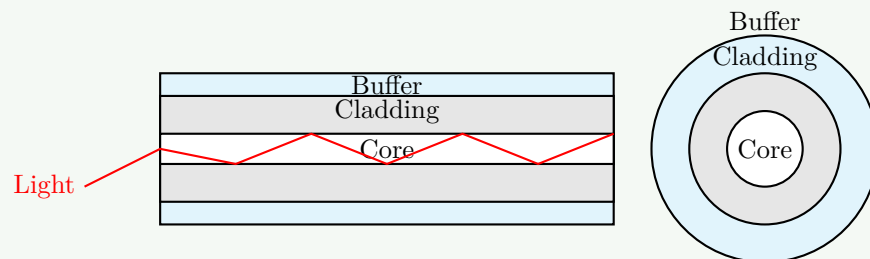 Buffer
Cladding
Core
Light
Buffer
Cladding
Core